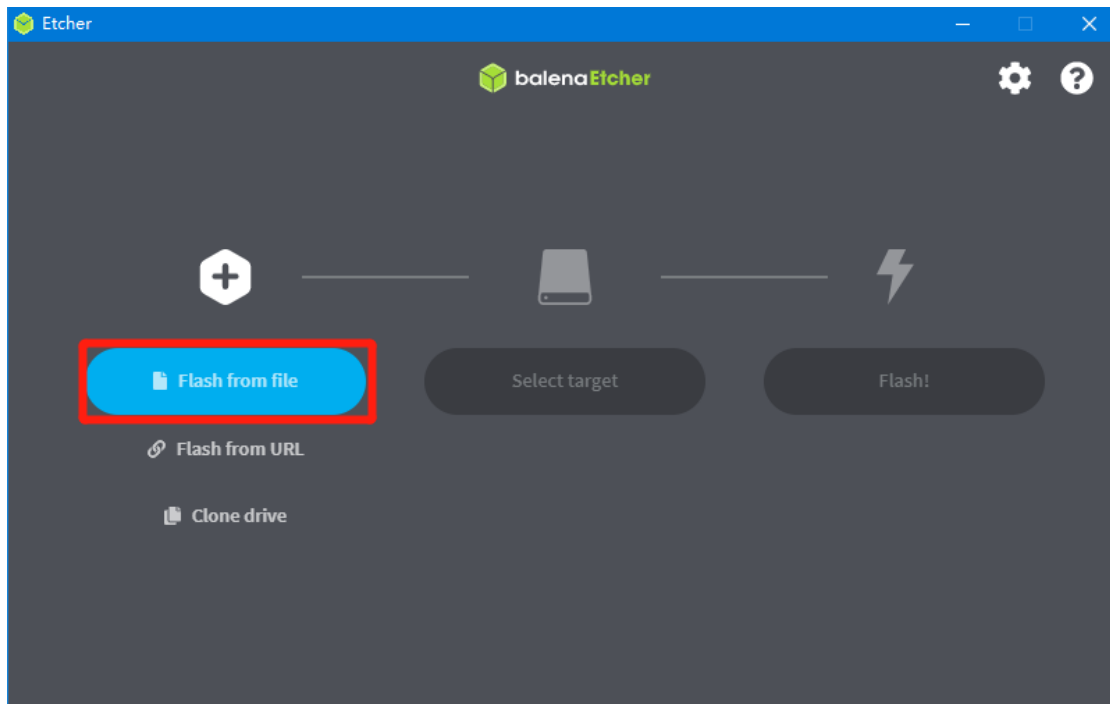 Etcher
balenaEtcher
Flash from file
Select target
Flash!
Flash from URL
Clone drive